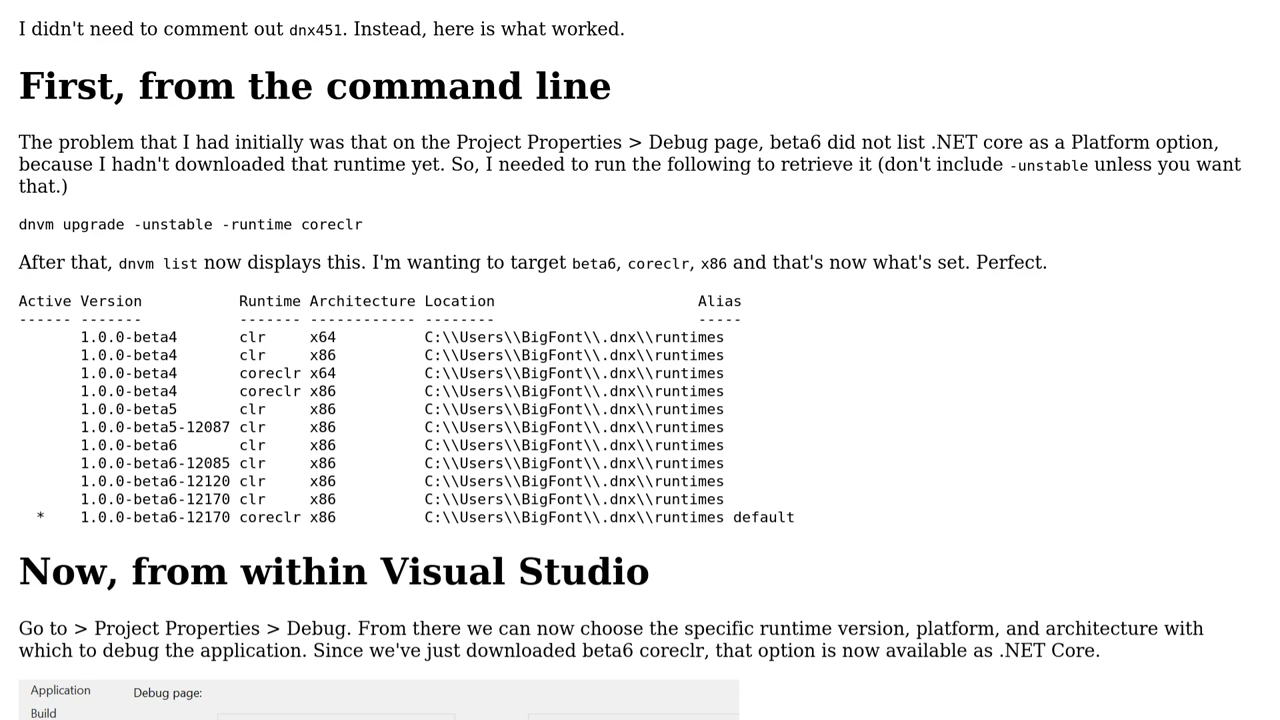 I didn't need to comment out dnx451. Instead, here is what worked.
First, from the command line
The problem that I had initially was that on the Project Properties > Debug page, beta6 did not list .NET core as a Platform option,
because I hadn't downloaded that runtime yet. So, I needed to run the following to retrieve it (don't include -unstable unless you want
that.)
dnvm upgrade -unstable -runtime coreclr
After that, dnvm list now displays this. I'm wanting to target beta6, coreclr, x86 and that's now what's set. Perfect.
Active Version           Runtime Architecture Location                       Alias
------ -------           ------- ------------ --------                       -----
       1.0.0-beta4       clr     x64          C:\\Users\\BigFont\\.dnx\\runtimes
       1.0.0-beta4       clr     x86          C:\\Users\\BigFont\\.dnx\\runtimes
       1.0.0-beta4       coreclr x64          C:\\Users\\BigFont\\.dnx\\runtimes
       1.0.0-beta4       coreclr x86          C:\\Users\\BigFont\\.dnx\\runtimes
       1.0.0-beta5       clr     x86          C:\\Users\\BigFont\\.dnx\\runtimes
       1.0.0-beta5-12087 clr     x86          C:\\Users\\BigFont\\.dnx\\runtimes
       1.0.0-beta6       clr     x86          C:\\Users\\BigFont\\.dnx\\runtimes
       1.0.0-beta6-12085 clr     x86          C:\\Users\\BigFont\\.dnx\\runtimes
       1.0.0-beta6-12120 clr     x86          C:\\Users\\BigFont\\.dnx\\runtimes
       1.0.0-beta6-12170 clr     x86          C:\\Users\\BigFont\\.dnx\\runtimes
  *    1.0.0-beta6-12170 coreclr x86          C:\\Users\\BigFont\\.dnx\\runtimes default
Now, from within Visual Studio
Go to > Project Properties > Debug. From there we can now choose the specific runtime version, platform, and architecture with
which to debug the application. Since we've just downloaded beta6 coreclr, that option is now available as .NET Core.
Application
Debug page:
Build